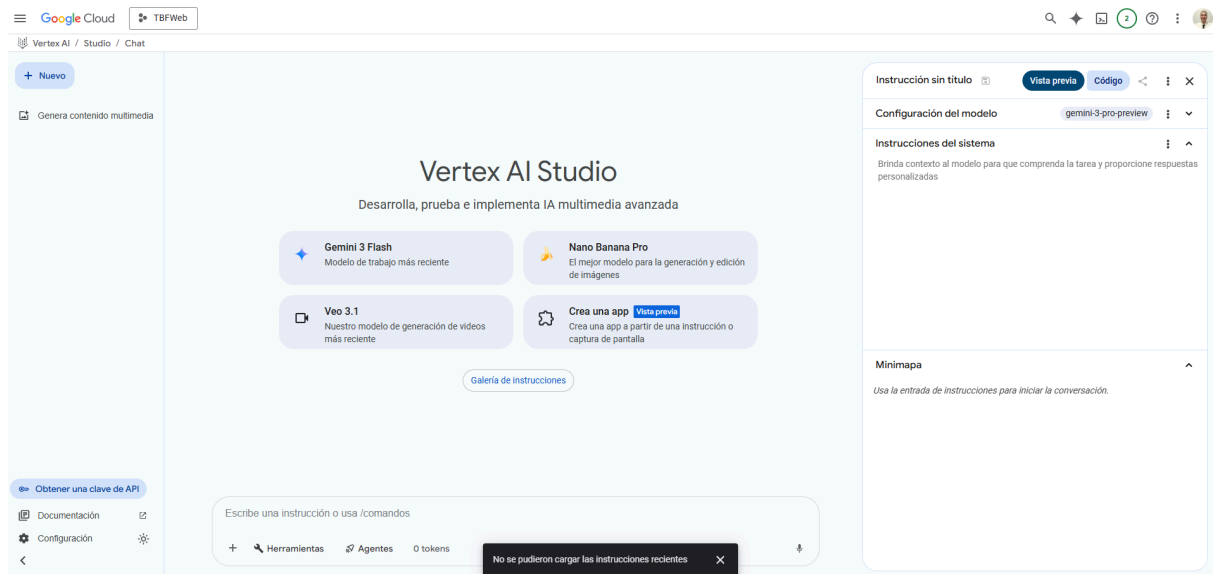 Google Cloud
TBFWeb
2
Vertex AI / Studio / Chat
Nuevo
Genera contenido multimedia
Vertex AI Studio
Desarrolla, prueba e implementa IA multimedia avanzada
Gemini 3 Flash
Modelo de trabajo más reciente
Nano Banana Pro
El mejor modelo para la generación y edición
de imágenes
Veo 3.1
Nuestro modelo de generación de videos
más reciente
Crea una app Vista previa
Crea una app a partir de una instrucción o
captura de pantalla
Galería de instrucciones
Obtener una clave de API
Documentación
Configuración
Escribe una instrucción o usa /comandos
Herramientas Agentes 0 tokens
No se pudieron cargar las instrucciones recientes
Instrucción sin título Vista previa Código
Configuración del modelo gemini-3-pro-preview
Instrucciones del sistema
Brinda contexto al modelo para que comprenda la tarea y proporcione respuestas
personalizadas
Minimapa
Usa la entrada de instrucciones para iniciar la conversación.